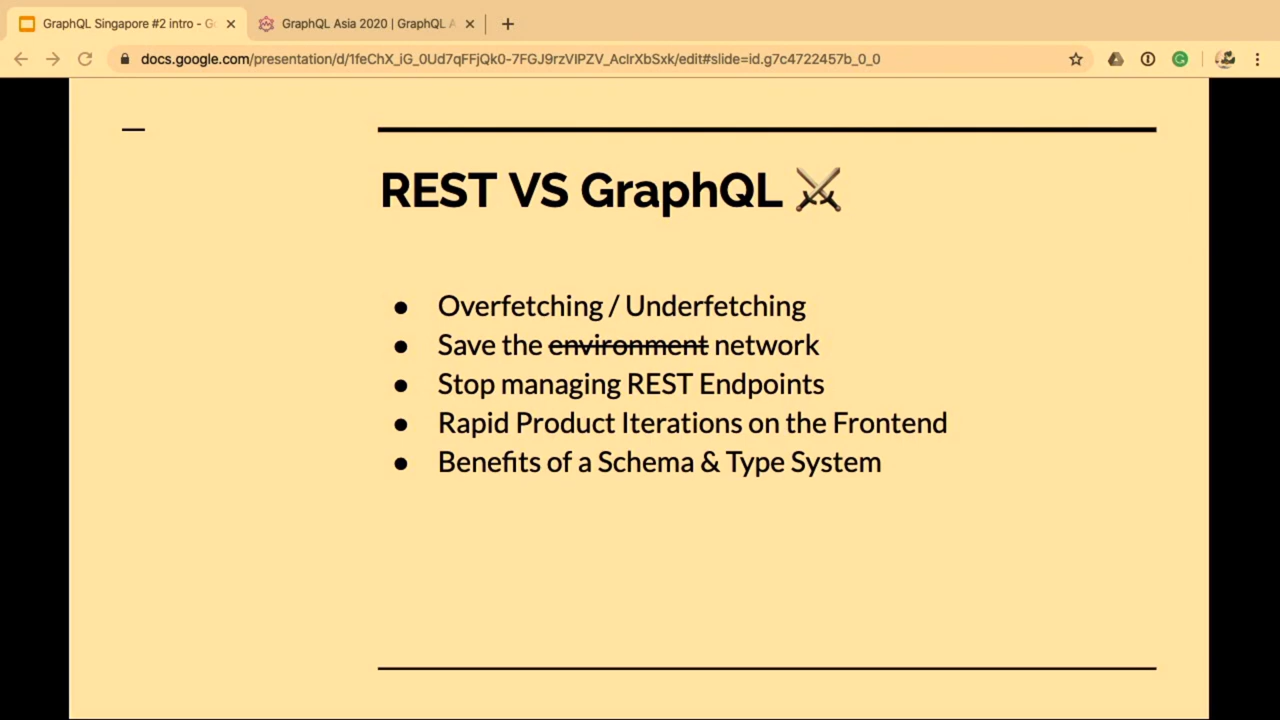 GraphQL Singapore #2 intro - G
GraphQL Asia 2020 | GraphQL A
docs.google.com/presentation/d/1feChX_iG_0Ud7qFFjQk0-7FGJ9rzVIPZV_AclrXbSxk/edit#slide=id.g7c4722457b_0_0
REST VS GraphQL ⚔️
● Overfetching / Underfetching
● Save the environment network
● Stop managing REST Endpoints
● Rapid Product Iterations on the Frontend
● Benefits of a Schema & Type System